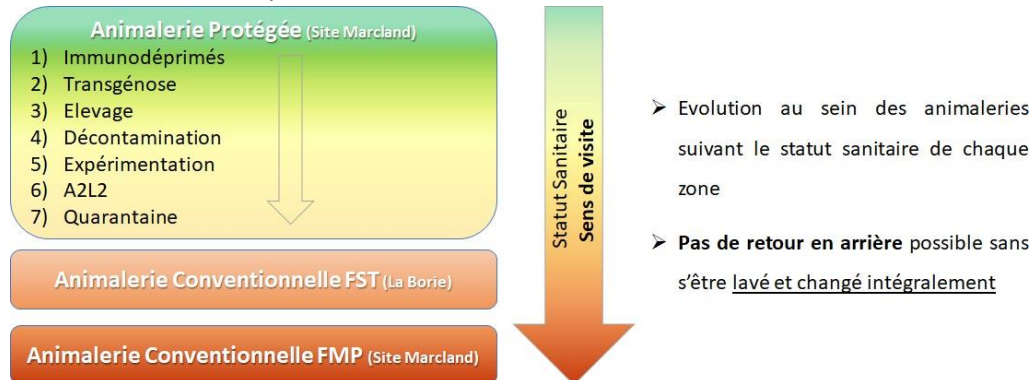 Animalerie Protégée (Site Marcland)
1) Immunodéprimés
2) Transgénose
3) Elevage
4) Décontamination
5) Expérimentation
6) A2L2
7) Quarantaine
Animalerie Conventionnelle FST (La Borie)
Animalerie Conventionnelle FMP (Site Marcland)
Statut Sanitaire
Sens de visite
➢ Evolution au sein des animaleries
suivant le statut sanitaire de chaque
zone
➢ Pas de retour en arrière possible sans
s’être lavé et changé intégralement